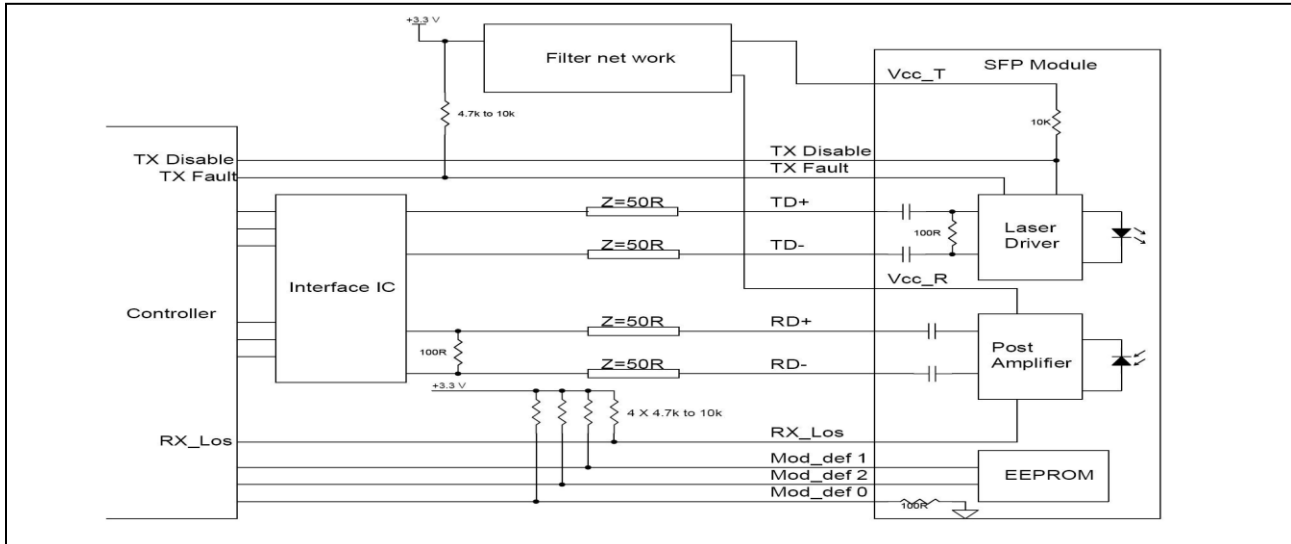 +3.3 V
Filter net work
SFP Module
Vcc_T
4.7k to 10k
10K
TX Disable
TX Disable
TX Fault
TX Fault
Z=50R
TD+
100R
Laser
Driver
Z=50R
TD-
Interface IC
Vcc_R
Controller
Z=50R
RD+
100R
Post
Amplifier
Z=50R
RD-
+3.3 V
4 X 4.7k to 10k
RX_Los
RX_Los
Mod_def 1
EEPROM
Mod_def 2
Mod_def 0
100R